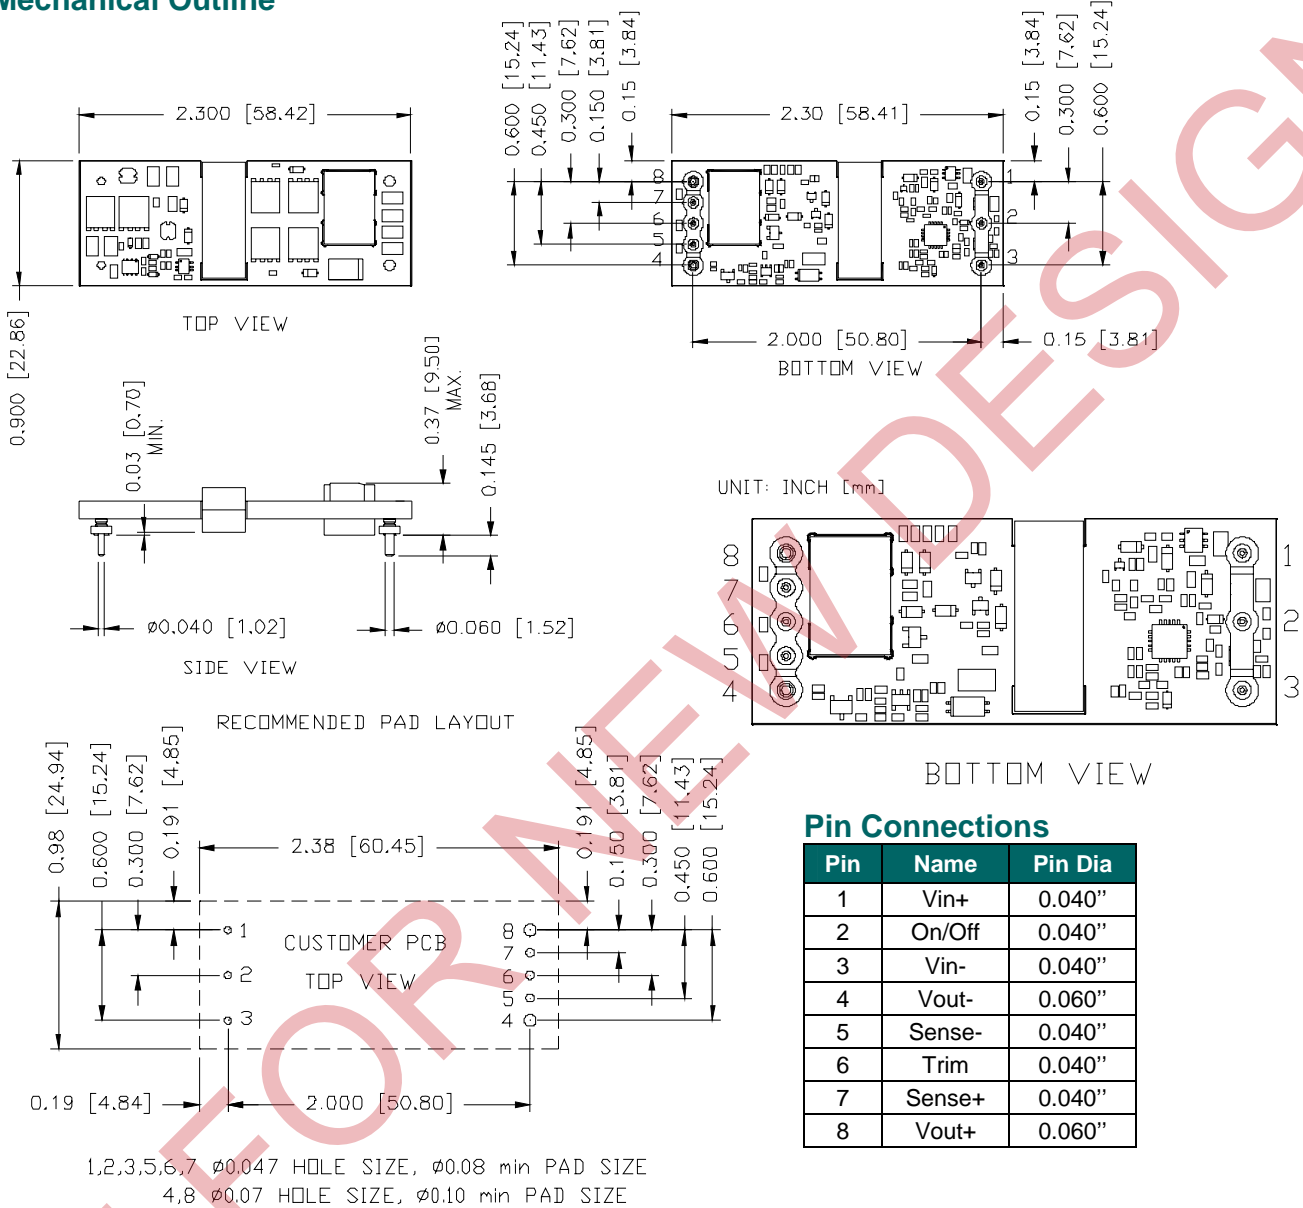 Mechanical Outline
2.300 [58.42]
0.900 [22.86]
TOP VIEW
0.600 [15.24]
0.450 [11.43]
0.300 [7.62]
0.150 [3.81]
0.15 [3.84]
2.30 [58.41]
0.15 [3.84]
0.300 [7.62]
0.600 [15.24]
8
7
6
5
4
1
2
3
2.000 [50.80]
0.15 [3.81]
BOTTOM VIEW
0.03 [0.70]
MIN.
0.37 [9.50]
MAX.
0.145 [3.68]
Ø0.040 [1.02]
Ø0.060 [1.52]
SIDE VIEW
UNIT: INCH [mm]
8
7
6
5
4
1
2
3
BOTTOM VIEW
RECOMMENDED PAD LAYOUT
0.98 [24.94]
0.600 [15.24]
0.300 [7.62]
0.191 [4.85]
2.38 [60.45]
0.191 [4.85]
0.150 [3.81]
0.300 [7.62]
0.450 [11.43]
0.600 [15.24]
1
2
3
CUSTOMER PCB
TOP VIEW
8
7
6
5
4
0.19 [4.84]
2.000 [50.80]
1,2,3,5,6,7 Ø0.047 HOLE SIZE, Ø0.08 min PAD SIZE
4,8 Ø0.07 HOLE SIZE, Ø0.10 min PAD SIZE
Pin Connections
Pin Name Pin Dia
1 Vin+ 0.040’’
2 On/Off 0.040’’
3 Vin- 0.040’’
4 Vout- 0.060’’
5 Sense- 0.040’’
6 Trim 0.040’’
7 Sense+ 0.040’’
8 Vout+ 0.060’’
FOR NEW DESIGN